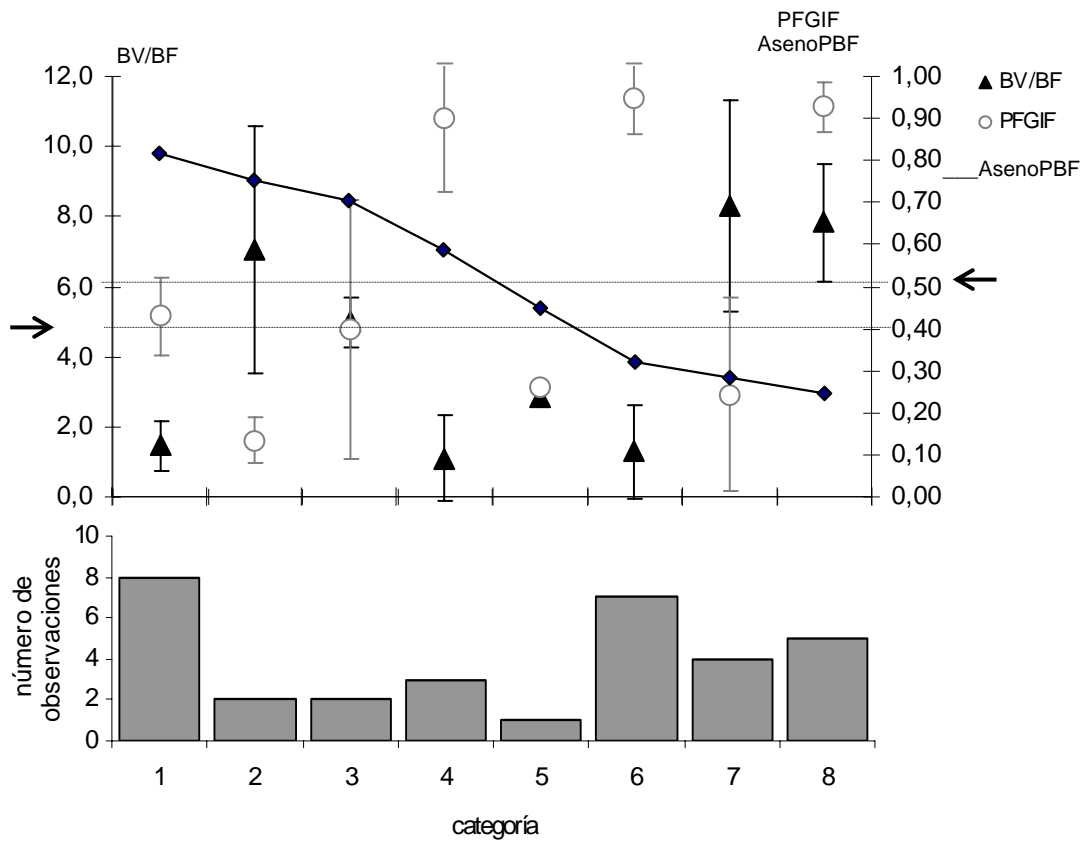 PFGIF
AsenoPBF
BV/BF
12,0
10,0
8,0
6,0
4,0
2,0
0,0
1,00
0,90
0,80
0,70
0,60
0,50
0,40
0,30
0,20
0,10
0,00
BV/BF
PFGIF
AsenoPBF
número de
observaciones
10
8
6
4
2
0
1 2 3 4 5 6 7 8
categoría